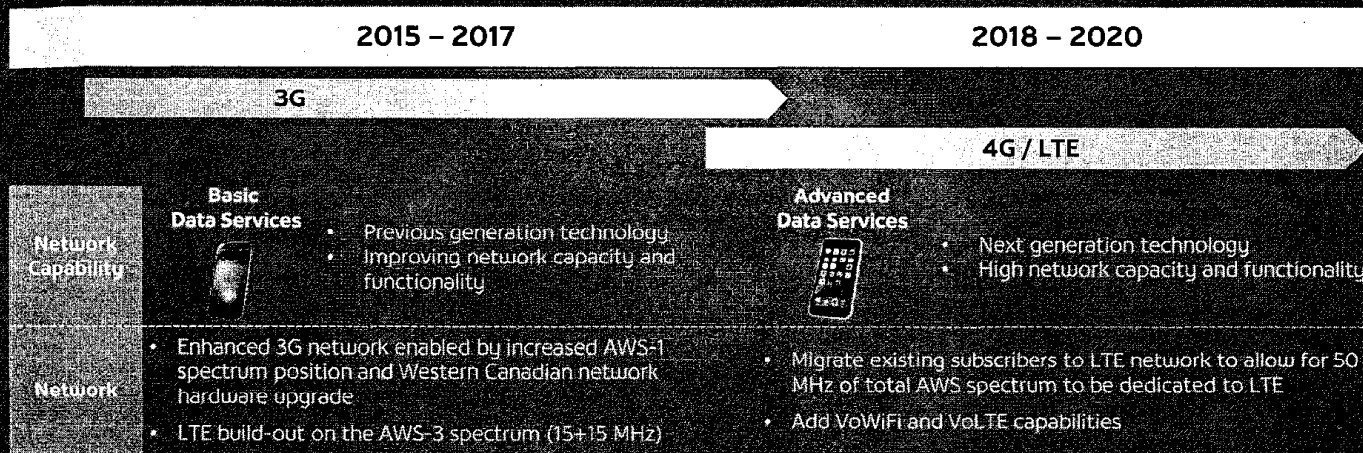 2015 – 2017
2018 – 2020
3G
4G / LTE
Network
Capability
Basic
Data Services
• Previous generation technology
• Improving network capacity and
functionality
Advanced
Data Services
• Next generation technology
• High network capacity and functionality
Network
• Enhanced 3G network enabled by increased AWS-1
spectrum position and Western Canadian network
hardware upgrade
• LTE build-out on the AWS-3 spectrum (15+15 MHz)
• Migrate existing subscribers to LTE network to allow for 50
MHz of total AWS spectrum to be dedicated to LTE
• Add VoWiFi and VoLTE capabilities